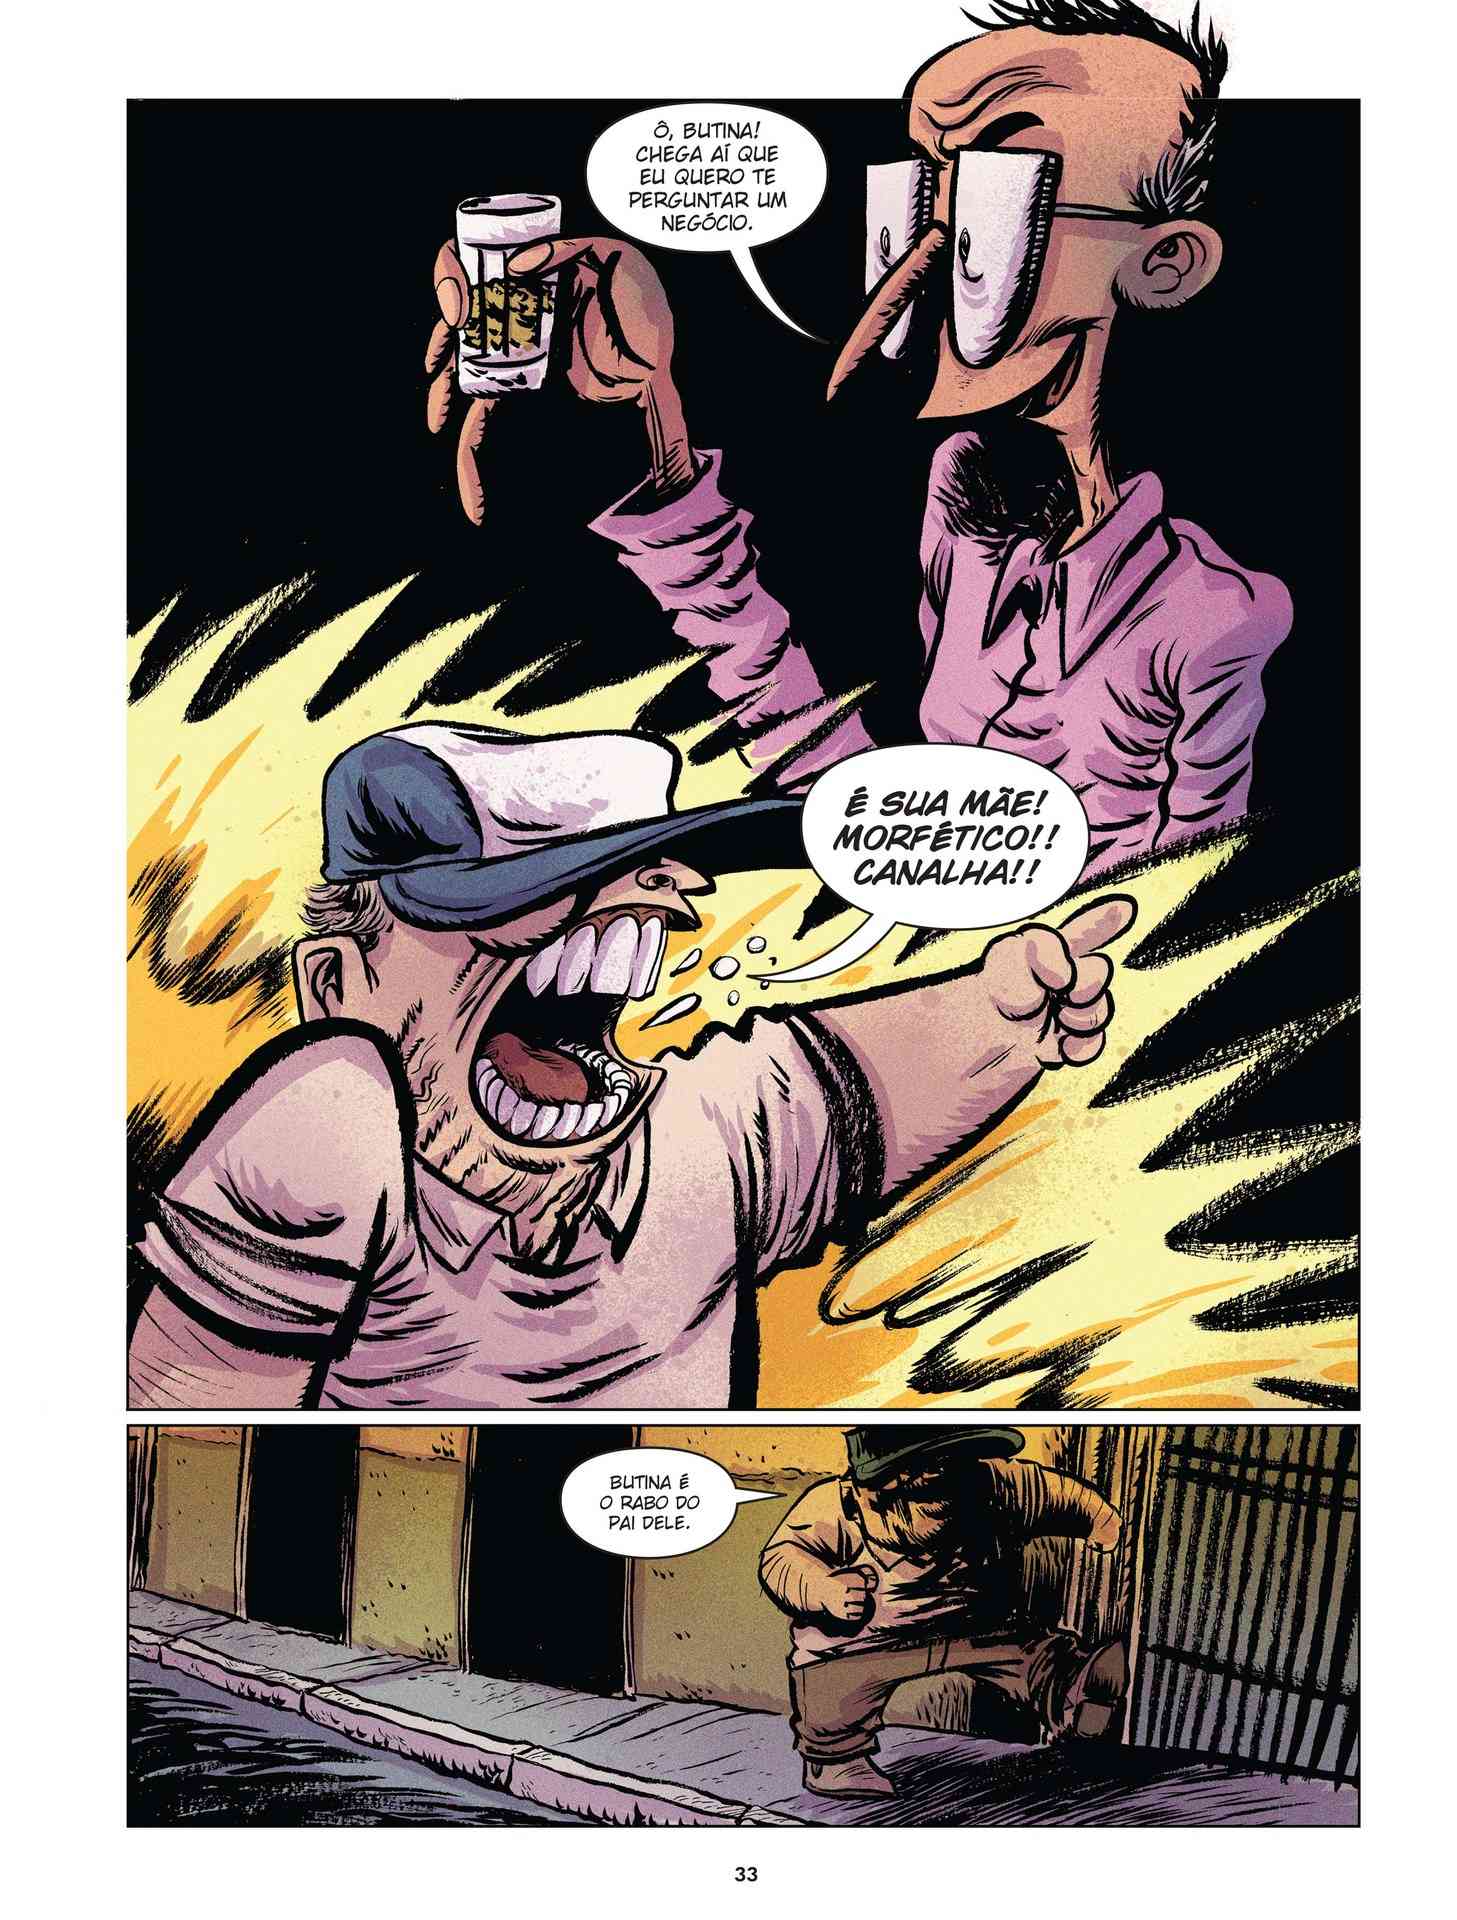 Ô, BUTINA!
CHEGA AÍ QUE
EU QUERO TE
PERGUNTAR UM
NEGÓCIO.
É SUA MÃE!
MORFÉTICO!!
CANALHA!!
BUTINA É
O RABO DO
PAI DELE.
33